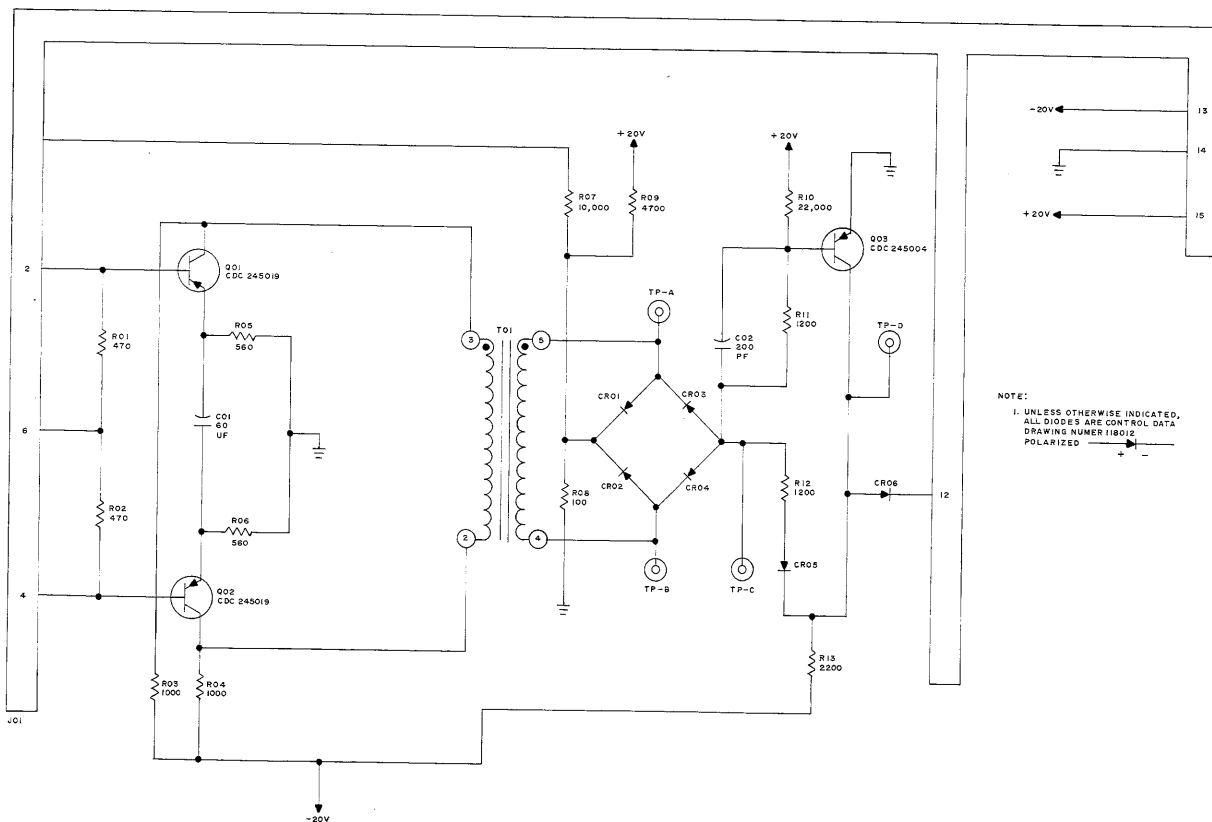 -20V
13
14
+20V
15
+20V
+20V
R07
10,000
R09
4700
R10
22,000
Q03
CDC 245004
2
Q01
CDC 245019
R01
470
R05
560
3
T01
5
TP-A
C02
200
PF
R11
1200
TP-D
CR01
CR03
6
C01
60
UF
NOTE:
1. UNLESS OTHERWISE INDICATED,
ALL DIODES ARE CONTROL DATA
DRAWING NUMER 118012
POLARIZED
+ -
R02
470
R06
560
2
4
R08
100
CR02
CR04
R12
1200
CR06
12
TP-B
TP-C
CR05
4
Q02
CDC 245019
R03
1000
R04
1000
R13
2200
J01
-20V